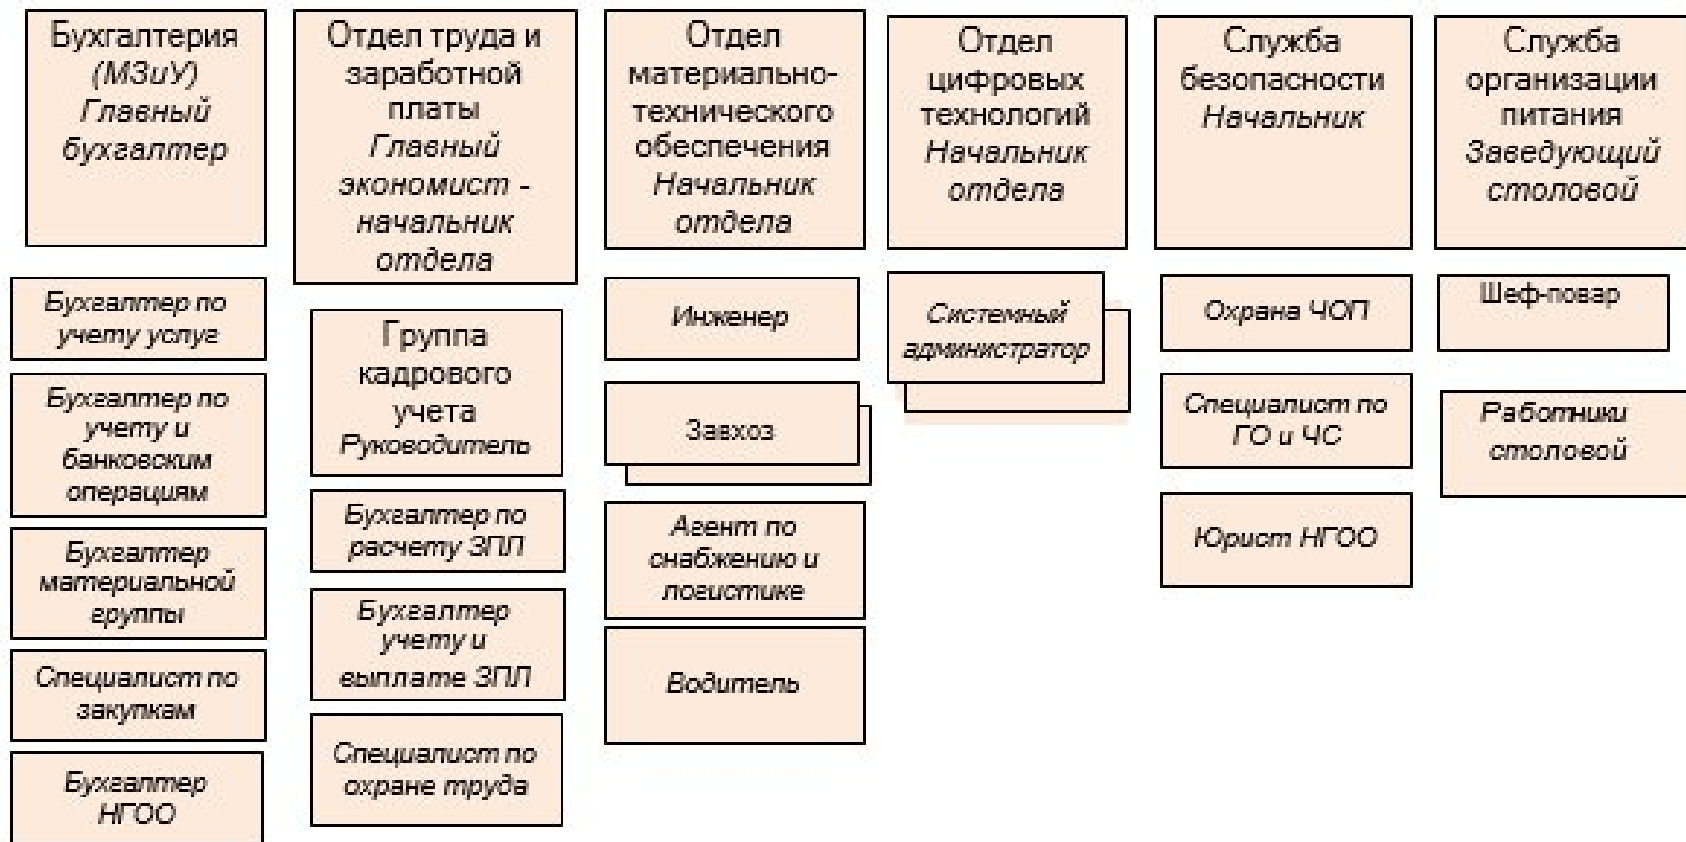 Бухгалтерия
(МЗиУ)
Главный
бухгалтер
Бухгалтер по
учету услуг
Бухгалтер по
учету и
банковским
операциям
Бухгалтер
материальной
группы
Специалист по
закупкам
Бухгалтер
НГОО
Отдел труда и
заработной
платы
Главный
экономист -
начальник
отдела
Группа
кадрового
учета
Руководитель
Бухгалтер по
расчету ЗПЛ
Бухгалтер
учету и
выплате ЗПЛ
Специалист по
охране труда
Отдел
материально-
технического
обеспечения
Начальник
отдела
Инженер
Завхоз
Агент по
снабжению и
логистике
Водитель
Отдел
цифровых
технологий
Начальник
отдела
Системный
администратор
Служба
безопасности
Начальник
Охрана ЧОП
Специалист по
ГО и ЧС
Юрист НГОО
Служба
организации
питания
Заведующий
столовой
Шеф-повар
Работники
столовой